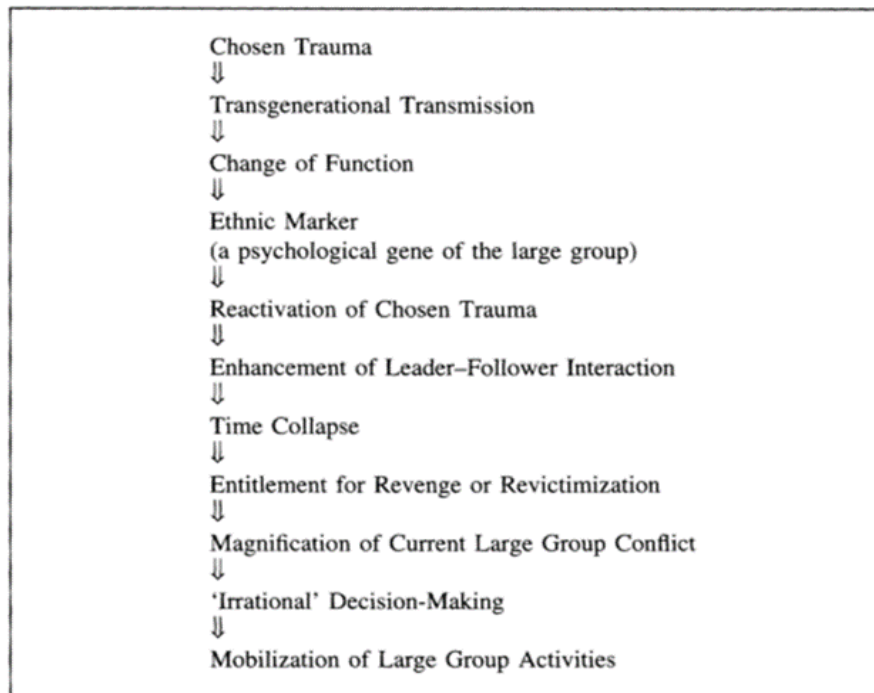 Chosen Trauma
⇓
Transgenerational Transmission
⇓
Change of Function
⇓
Ethnic Marker
(a psychological gene of the large group)
⇓
Reactivation of Chosen Trauma
⇓
Enhancement of Leader–Follower Interaction
⇓
Time Collapse
⇓
Entitlement for Revenge or Revictimization
⇓
Magnification of Current Large Group Conflict
⇓
‘Irrational’ Decision-Making
⇓
Mobilization of Large Group Activities